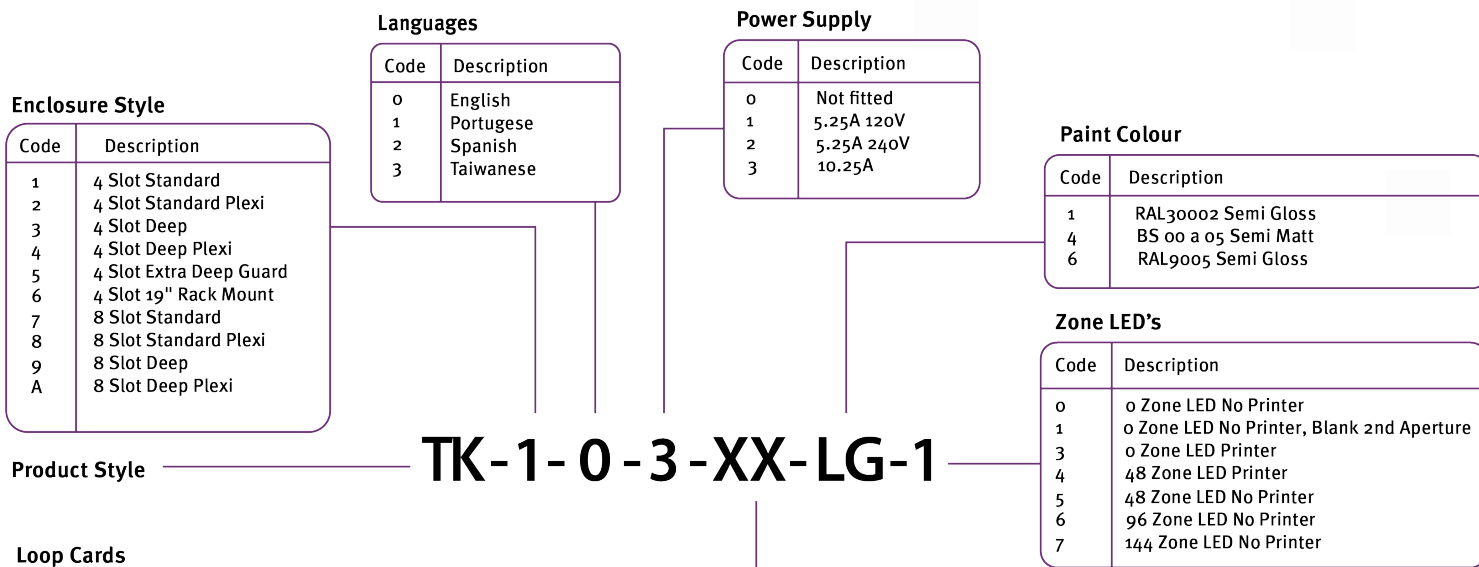 Languages
Code Description
0 English
1 Portugese
2 Spanish
3 Taiwanese
Power Supply
Code Description
0 Not fitted
1 5.25A 120V
2 5.25A 240V
3 10.25A
Enclosure Style
Code Description
1 4 Slot Standard
2 4 Slot Standard Plexi
3 4 Slot Deep
4 4 Slot Deep Plexi
5 4 Slot Extra Deep Guard
6 4 Slot 19" Rack Mount
7 8 Slot Standard
8 8 Slot Standard Plexi
9 8 Slot Deep
A 8 Slot Deep Plexi
Paint Colour
Code Description
1 RAL30002 Semi Gloss
4 BS 00 a 05 Semi Matt
6 RAL9005 Semi Gloss
Zone LED's
Code Description
0 0 Zone LED No Printer
1 0 Zone LED No Printer, Blank 2nd Aperture
3 0 Zone LED Printer
4 48 Zone LED Printer
5 48 Zone LED No Printer
6 96 Zone LED No Printer
7 144 Zone LED No Printer
Product Style
TK-1-0-3-XX-LG-1
Loop Cards